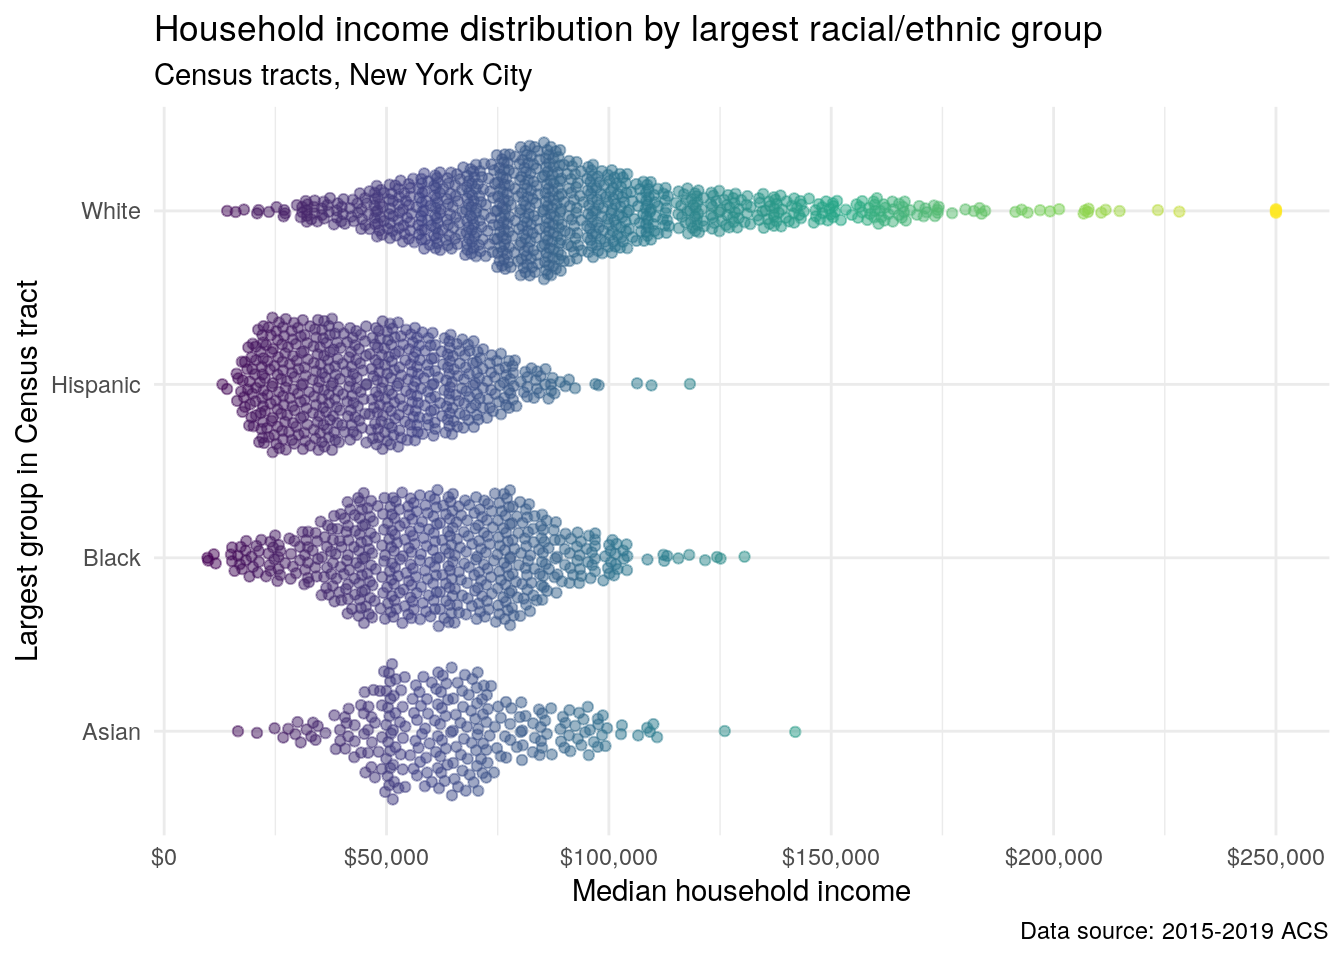 Household income distribution by largest racial/ethnic group
Census tracts, New York City
Largest group in Census tract
White
Hispanic
Black
Asian
$0 $50,000 $100,000 $150,000 $200,000 $250,000
Median household income
Data source: 2015-2019 ACS